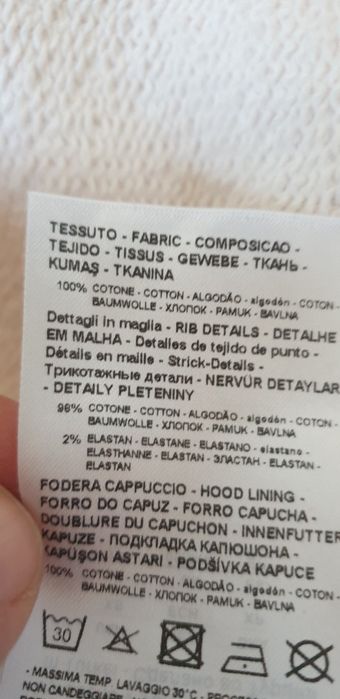 TESSUTO - FABRIC - COMPOSICAO -
TEJIDO - TISSUS - GEWEBE - ТКАНЬ -
KUMAŞ - TKANINA
100% COTONE - COTTON - ALGODÃO - algodón - COTON -
BAUMWOLLE - ХЛОПОК - PAMUK - BAVLNA
Dettagli in maglia - RIB DETAILS - DETALHE
EM MALHA - Detalles de tejido de punto -
Détails en maille - Strick-Details -
Трикотажные детали - NERVÜR DETAYLAR
- DETAILY PLETENINY
98% COTONE - COTTON - ALGODÃO - algodón - COTON -
BAUMWOLLE - ХЛОПОК - PAMUK - BAVLNA
2% ELASTAN - ELASTANE - ELASTANO - elastano -
ELASTHANNE - ELASTAN - ЭЛАСТАН - ELASTAN -
ELASTAN
FODERA CAPPUCCIO - HOOD LINING -
FORRO DO CAPUZ - FORRO CAPUCHA -
DOUBLURE DU CAPUCHON - INNENFUTTER
KAPUZE - ПОДКЛАДКА КАПЮШОНА -
KAPÜŞON ASTARI - PODŠÍVKA KAPUCE
100% COTONE - COTTON - ALGODÃO - algodón - COTON -
BAUMWOLLE - ХЛОПОК - PAMUK - BAVLNA
30
- MASSIMA TEMP. LAVAGGIO 30°C -
NON CANDEGGIARE